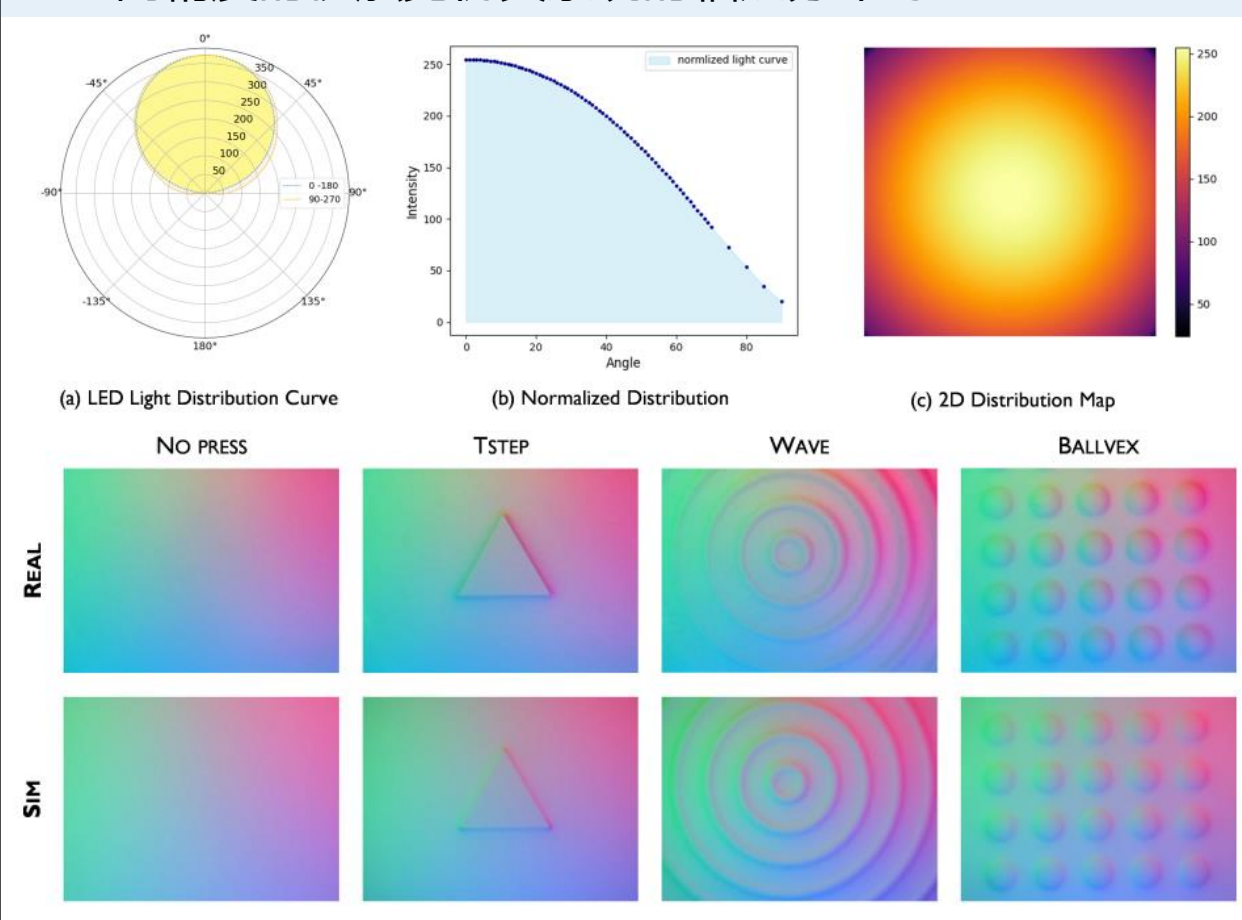 0°
-45°
45°
350
300
250
200
150
100
50
-90°
90°
0 -180
90-270
-135°
135°
180°
250
200
150
100
50
0
Intensity
normlized light curve
0 20 40 60 80
Angle
250
200
150
100
50
(a) LED Light Distribution Curve
(b) Normalized Distribution
(c) 2D Distribution Map
NO PRESS
TSTEP
WAVE
BALLVEX
REAL
SIM